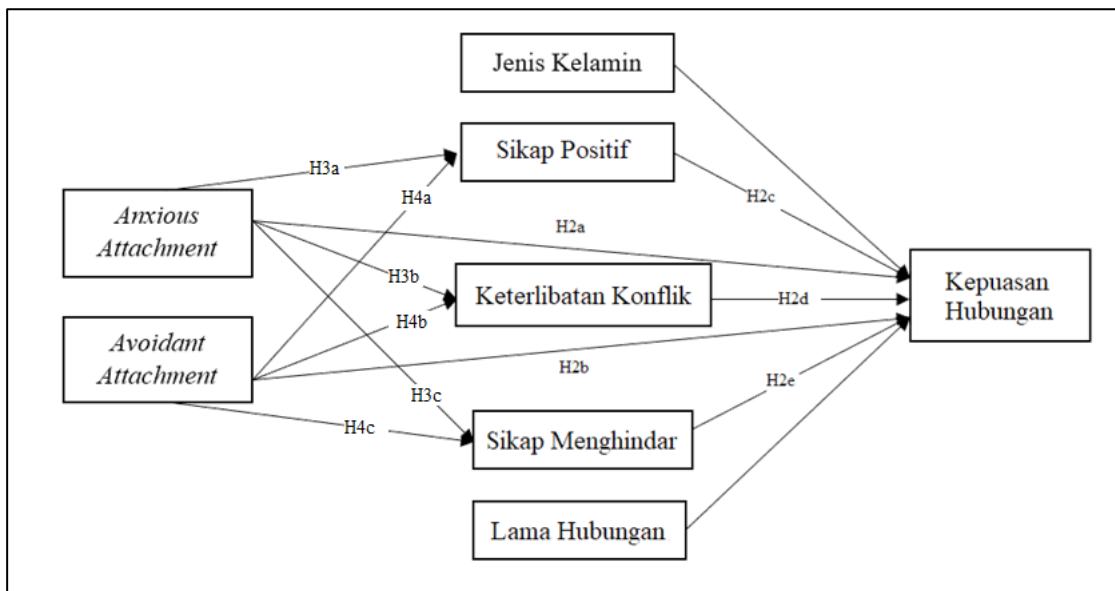 Jenis Kelamin
Sikap Positif
H3a
H4a
H2c
Anxious
Attachment
H2a
H3b
Keterlibatan Konflik
H2d
Kepuasan
Hubungan
H4b
Avoidant
Attachment
H2b
H2e
H3c
H4c
Sikap Menghindar
Lama Hubungan